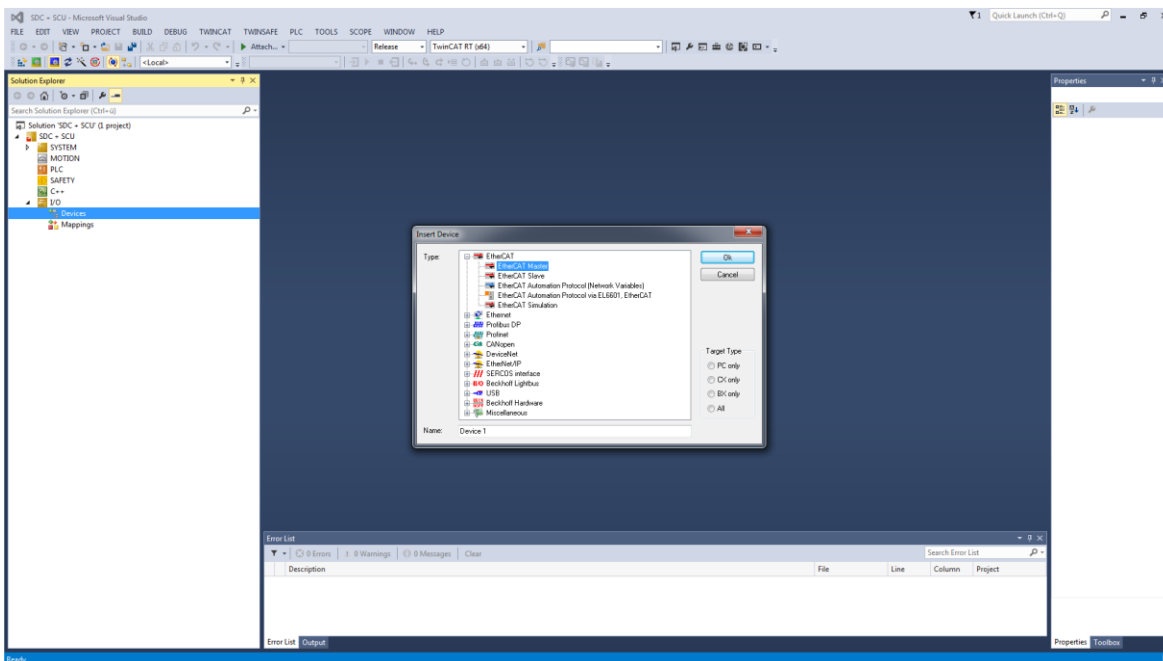 SDC + SCU - Microsoft Visual Studio
1
Quick Launch (Ctrl+Q)
FILE EDIT VIEW PROJECT BUILD DEBUG TWINCAT TWINSAFE PLC TOOLS SCOPE WINDOW HELP
Attach... Release TwinCAT RT (x64)
<Local>
Solution Explorer
Search Solution Explorer (Ctrl+ü)
Solution 'SDC + SCU' (1 project)
SDC + SCU
SYSTEM
MOTION
PLC
SAFETY
C++
I/O
Devices
Mappings
Insert Device
Type:
EtherCAT
EtherCAT Master
EtherCAT Slave
EtherCAT Automation Protocol (Network Variables)
EtherCAT Automation Protocol via EL6601, EtherCAT
EtherCAT Simulation
Ethernet
Profibus DP
Profinet
CANopen
DeviceNet
EtherNet/IP
SERCOS interface
Beckhoff Lightbus
USB
Beckhoff Hardware
Miscellaneous
Ok
Cancel
Target Type
PC only
CX only
BX only
All
Name: Device 1
Error List
0 Errors 0 Warnings 0 Messages Clear
Search Error List
Description File Line Column Project
Error List Output
Properties
Properties Toolbox
Ready